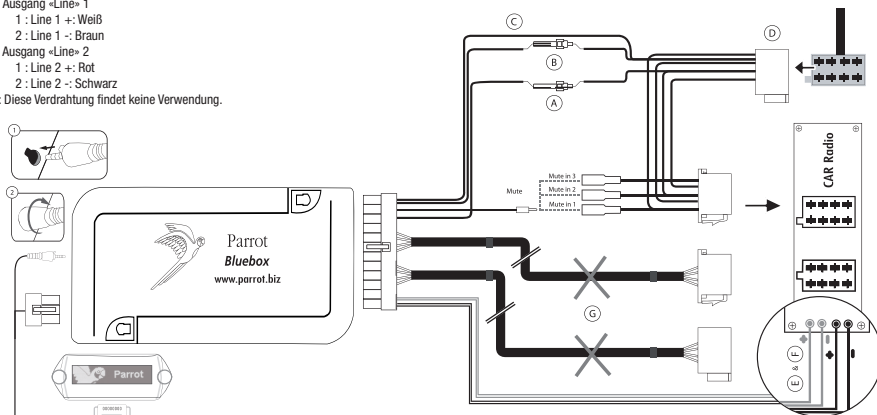 Ausgang «Line» 1
1 : Line 1 +: Weiß
2 : Line 1 -: Braun
Ausgang «Line» 2
1 : Line 2 +: Rot
2 : Line 2 -: Schwarz
: Diese Verdrahtung findet keine Verwendung.
C
D
B
A
1
CAR Radio
Mute in 3
Mute
Mute in 2
Mute in 1
2
Parrot
Bluebox
www.parrot.biz
G
E & F
Parrot
00000000